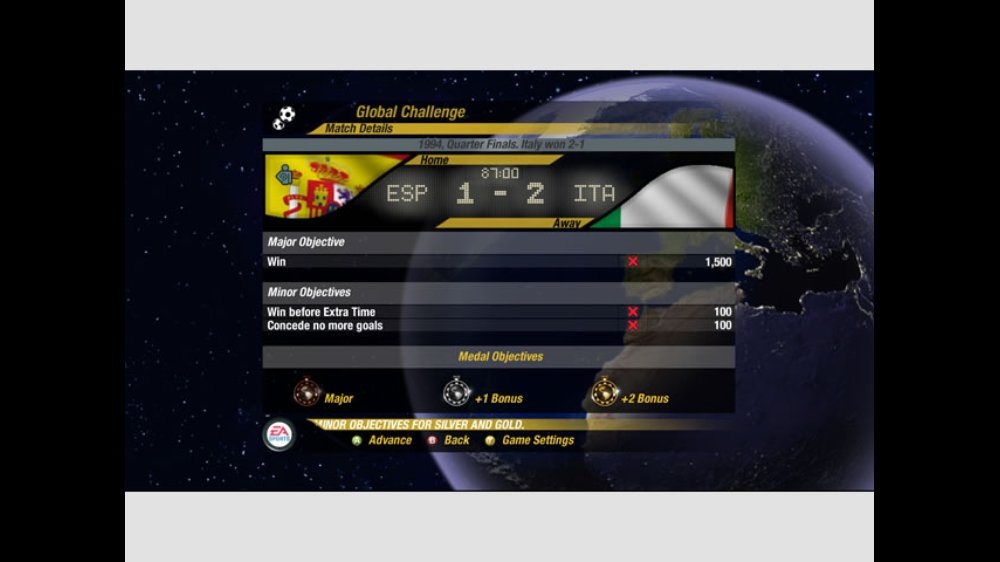 Global Challenge
Match Details
1994, Quarter Finals. Italy won 2-1
Home
87:00
ESP 1 - 2 ITA
Away
Major Objective
Win 1,500
Minor Objectives
Win before Extra Time 100
Concede no more goals 100
Medal Objectives
Major +1 Bonus +2 Bonus
MINOR OBJECTIVES FOR SILVER AND GOLD.
EA SPORTS
A Advance B Back Y Game Settings